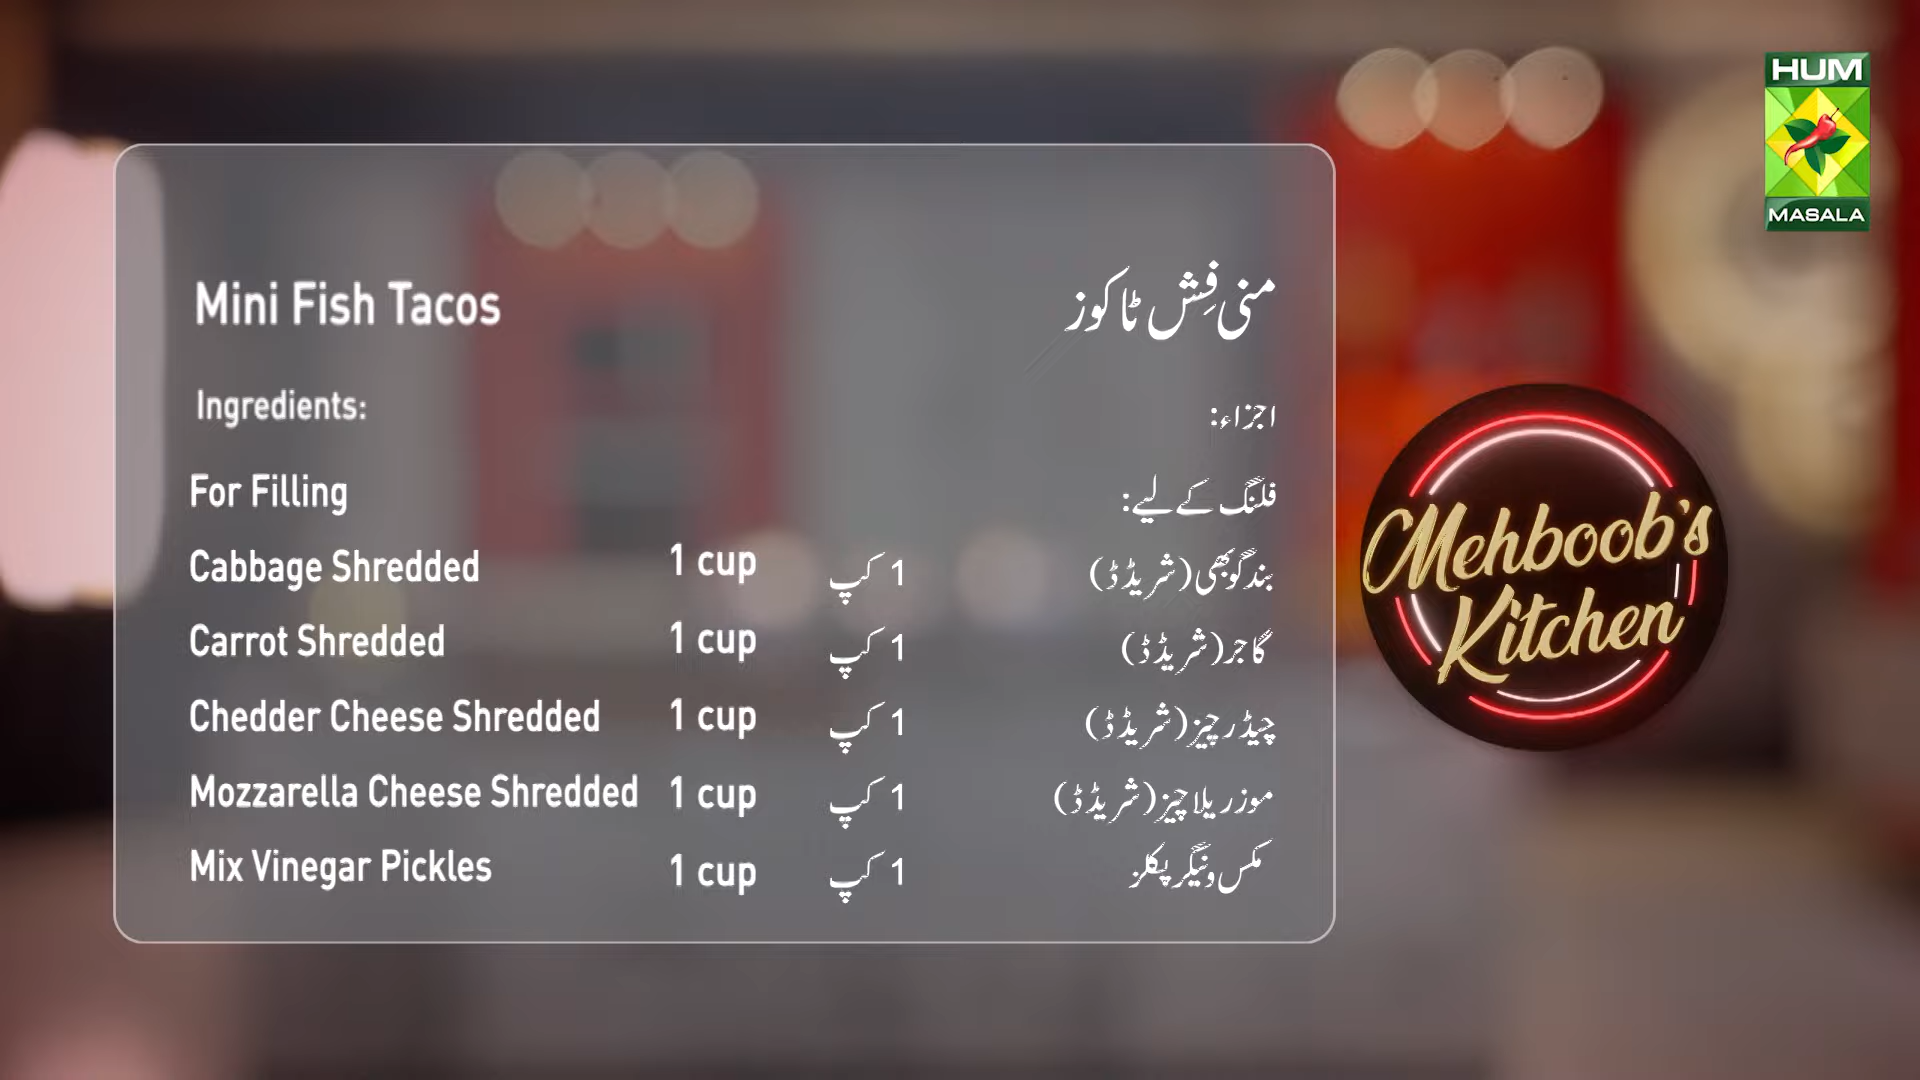 HUM
MASALA
Mini Fish Tacos منی فِش ٹاکوز
Ingredients: اجزاء:
For Filling فلنگ کے لیے:
Cabbage Shredded 1 cup 1 کپ بند گوبھی (شریڈڈ)
Carrot Shredded 1 cup 1 کپ گاجر (شریڈڈ)
Chedder Cheese Shredded 1 cup 1 کپ چیڈر چیز (شریڈڈ)
Mozzarella Cheese Shredded 1 cup 1 کپ موزریلا چیز (شریڈڈ)
Mix Vinegar Pickles 1 cup 1 کپ مکس ونیگر پکلز
Mehboob's
Kitchen